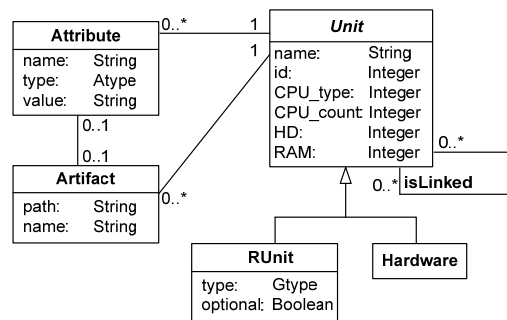 Attribute
name: String
type: Atype
value: String
0..*
1
1
Unit
name: String
id: Integer
CPU_type: Integer
CPU_count: Integer
HD: Integer
RAM: Integer
0..1
0..1
Artifact
path: String
name: String
0..*
0..*
0..*
isLinked
RUnit
type: Gtype
optional: Boolean
Hardware